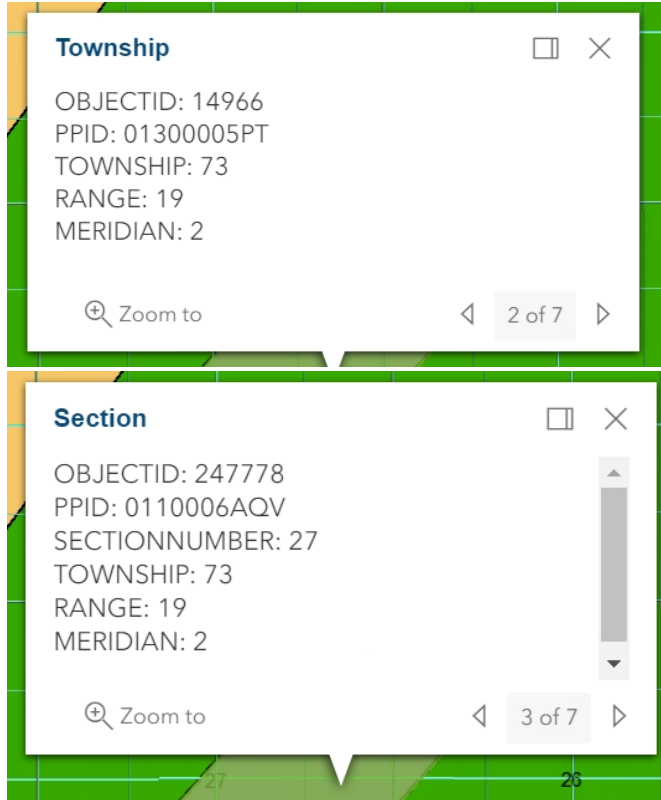 Township
OBJECTID: 14966
PPID: 01300005PT
TOWNSHIP: 73
RANGE: 19
MERIDIAN: 2
Zoom to
2 of 7
Section
OBJECTID: 247778
PPID: 0110006AQV
SECTIONNUMBER: 27
TOWNSHIP: 73
RANGE: 19
MERIDIAN: 2
Zoom to
3 of 7
27
26